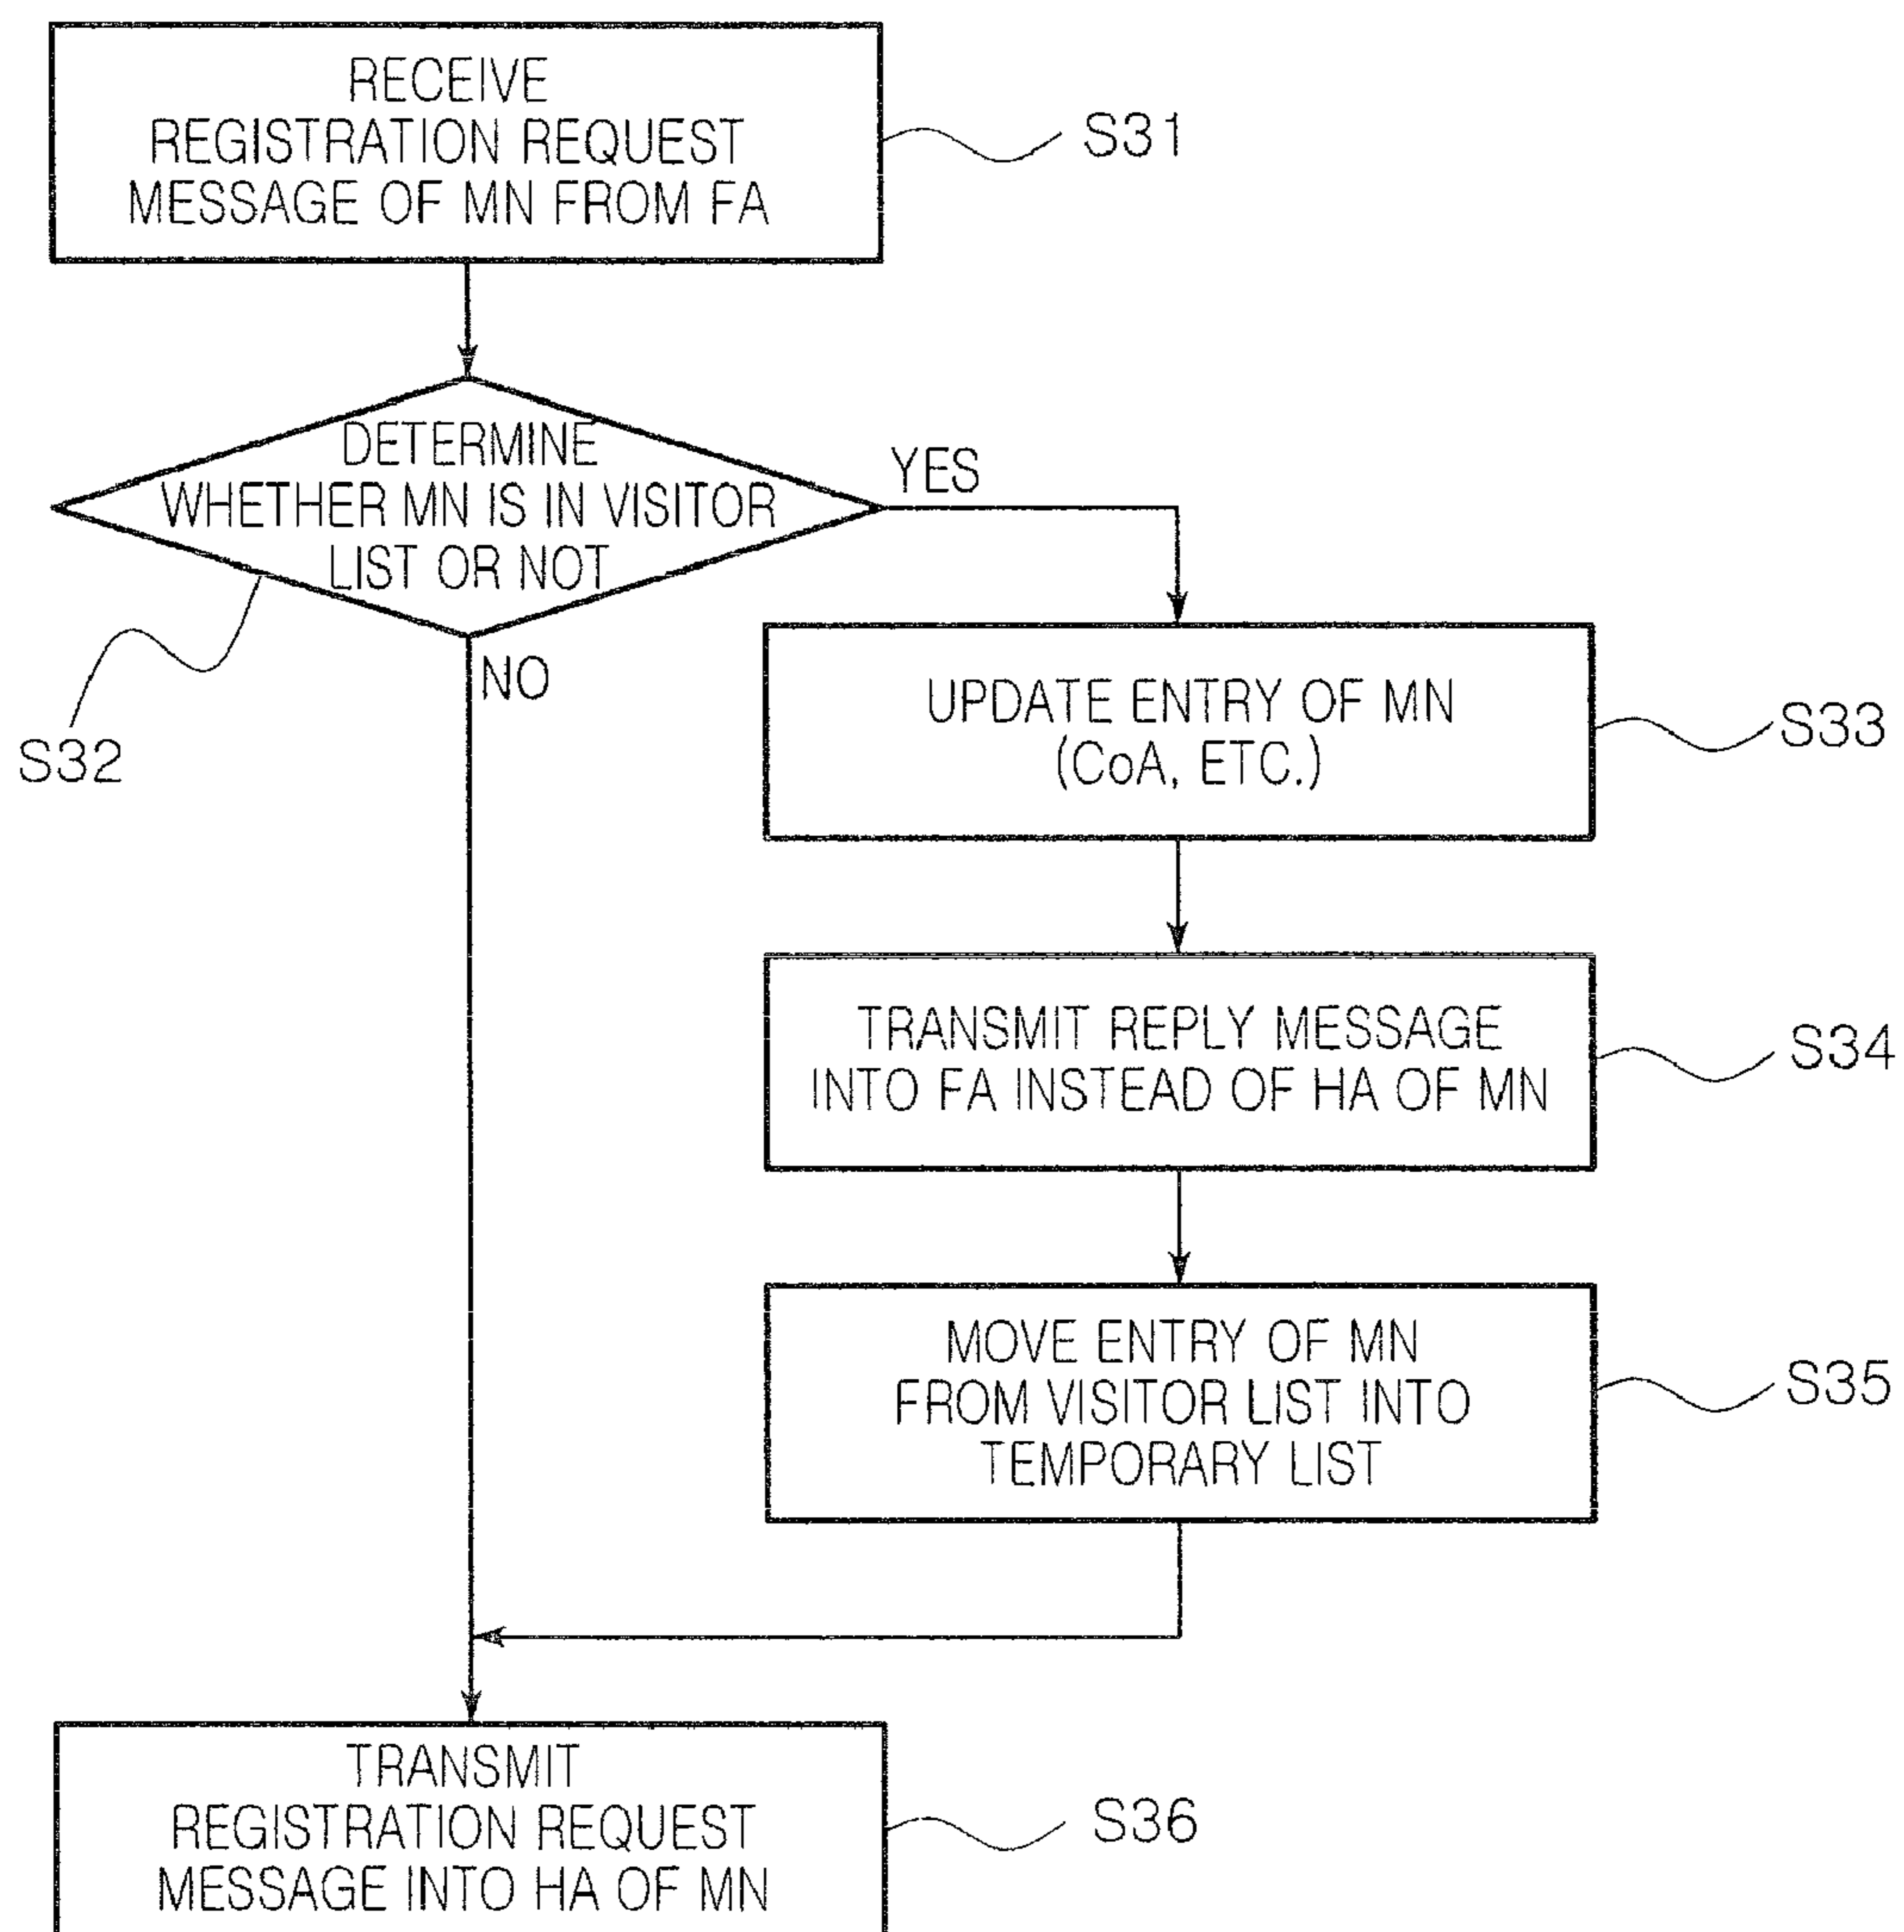 RECEIVE
REGISTRATION REQUEST
MESSAGE OF MN FROM FA
S31
DETERMINE
WHETHER MN IS IN VISITOR
LIST OR NOT
YES
NO
S32
UPDATE ENTRY OF MN
(CoA, ETC.)
S33
TRANSMIT REPLY MESSAGE
INTO FA INSTEAD OF HA OF MN
S34
MOVE ENTRY OF MN
FROM VISITOR LIST INTO
TEMPORARY LIST
S35
TRANSMIT
REGISTRATION REQUEST
MESSAGE INTO HA OF MN
S36